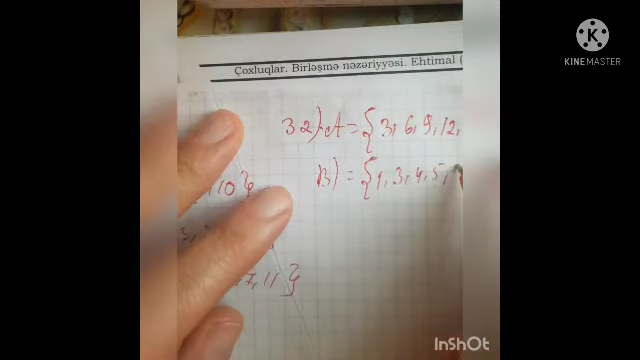 KINEMASTER
Çoxluqlar. Birləşmə nəzəriyyəsi. Ehtimal (
32) A = {3, 6, 9, 12,
B) = {1, 3, 4, 5,
10}
7, 11}
InShOt